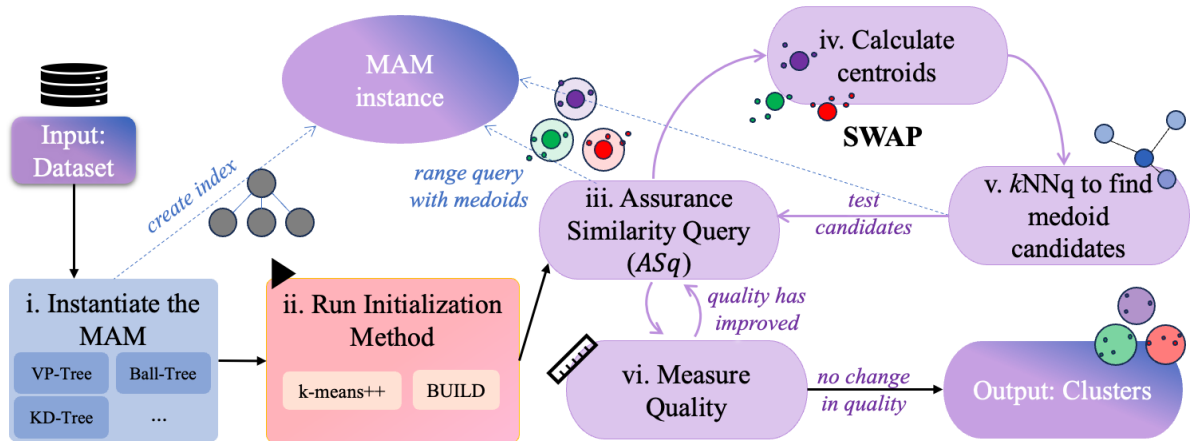 Input:
Dataset
MAM
instance
create index
range query
with medoids
i. Instantiate the
MAM
VP-Tree
Ball-Tree
KD-Tree
...
ii. Run Initialization
Method
k-means++
BUILD
iii. Assurance
Similarity Query
(ASq)
iv. Calculate
centroids
SWAP
v. kNNq to find
medoid
candidates
test
candidates
quality has
improved
vi. Measure
Quality
no change
in quality
Output: Clusters